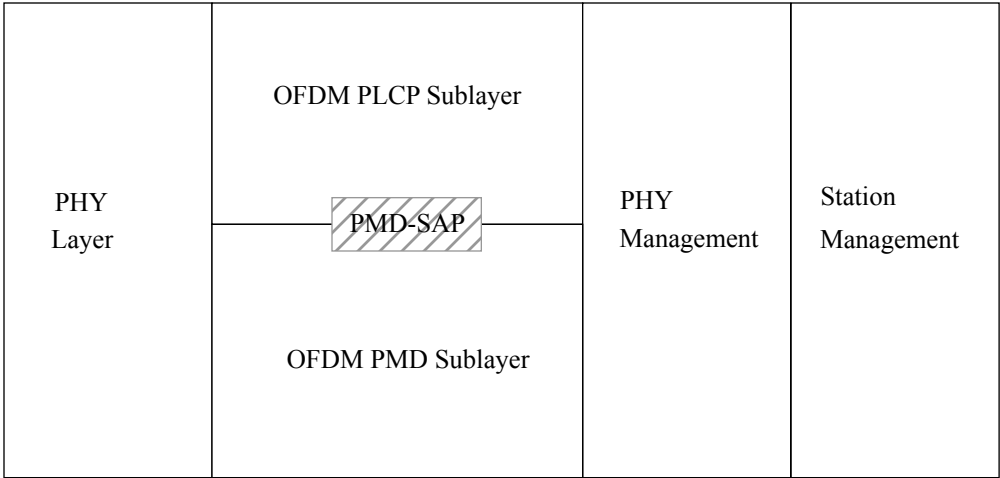 OFDM PLCP Sublayer
PHY
Layer
PMD-SAP
PHY
Management
Station
Management
OFDM PMD Sublayer